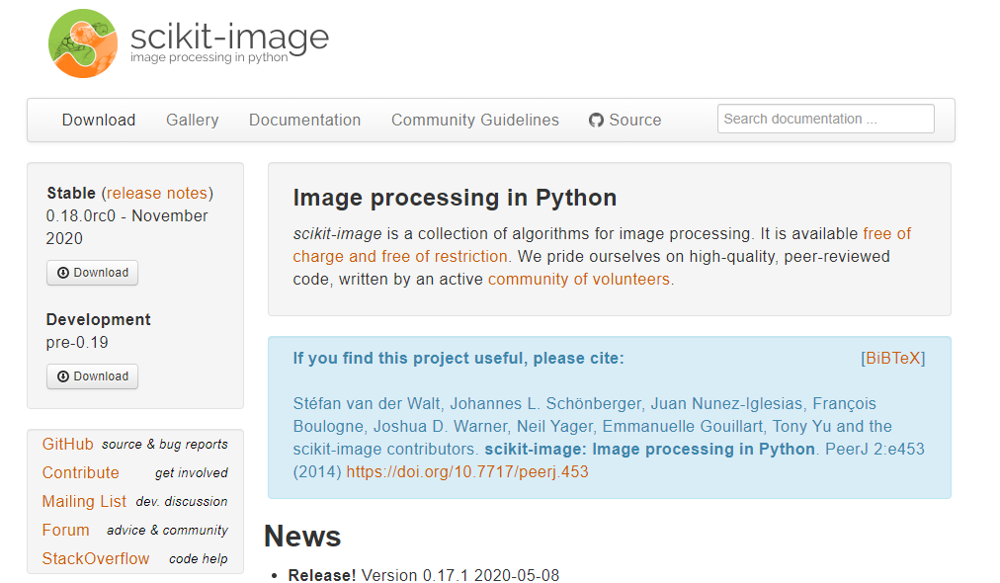 scikit-image
image processing in python
Download Gallery Documentation Community Guidelines Source Search documentation ...
Stable (release notes)
0.18.0rc0 - November
2020
Download
Development
pre-0.19
Download
GitHub source & bug reports
Contribute get involved
Mailing List dev. discussion
Forum advice & community
StackOverflow code help
Image processing in Python
scikit-image is a collection of algorithms for image processing. It is available free of
charge and free of restriction. We pride ourselves on high-quality, peer-reviewed
code, written by an active community of volunteers.
If you find this project useful, please cite: [BiBTeX]
Stéfan van der Walt, Johannes L. Schönberger, Juan Nunez-Iglesias, François
Boulogne, Joshua D. Warner, Neil Yager, Emmanuelle Gouillart, Tony Yu and the
scikit-image contributors. scikit-image: Image processing in Python. PeerJ 2:e453
(2014) https://doi.org/10.7717/peerj.453
News
• Release! Version 0.17.1 2020-05-08